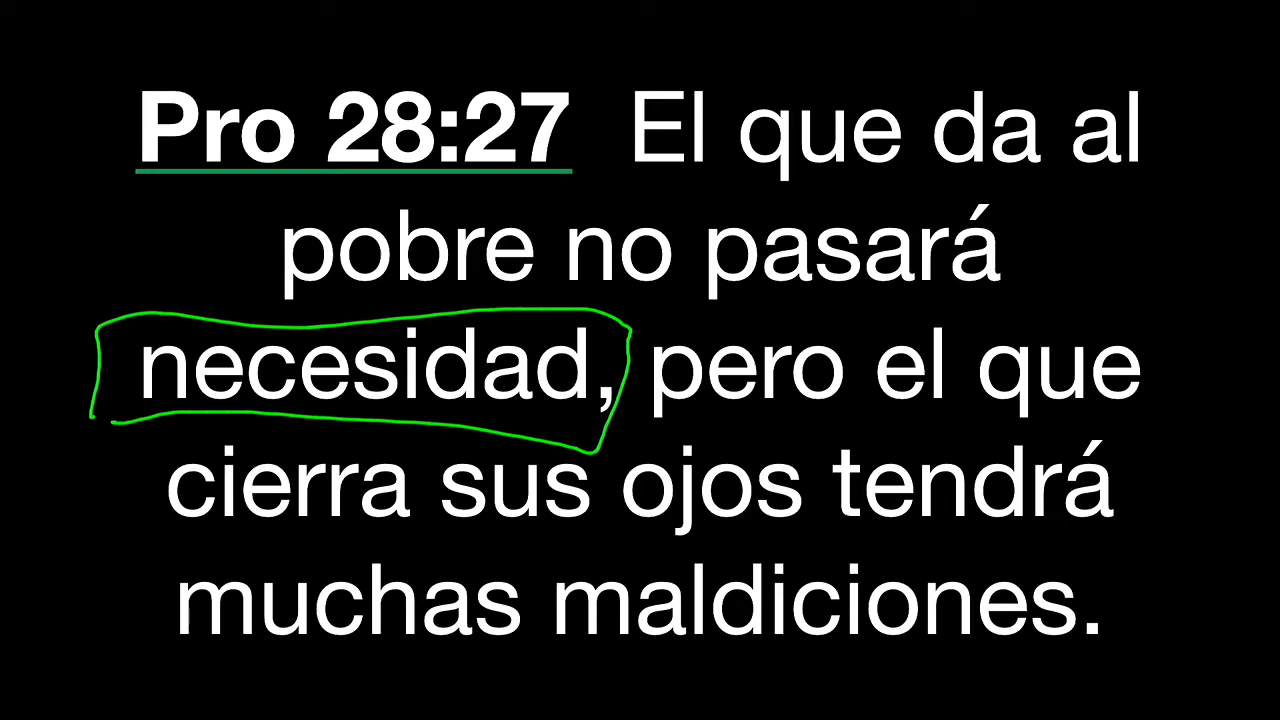 Pro 28:27  El que da al
pobre no pasará
necesidad, pero el que
cierra sus ojos tendrá
muchas maldiciones.